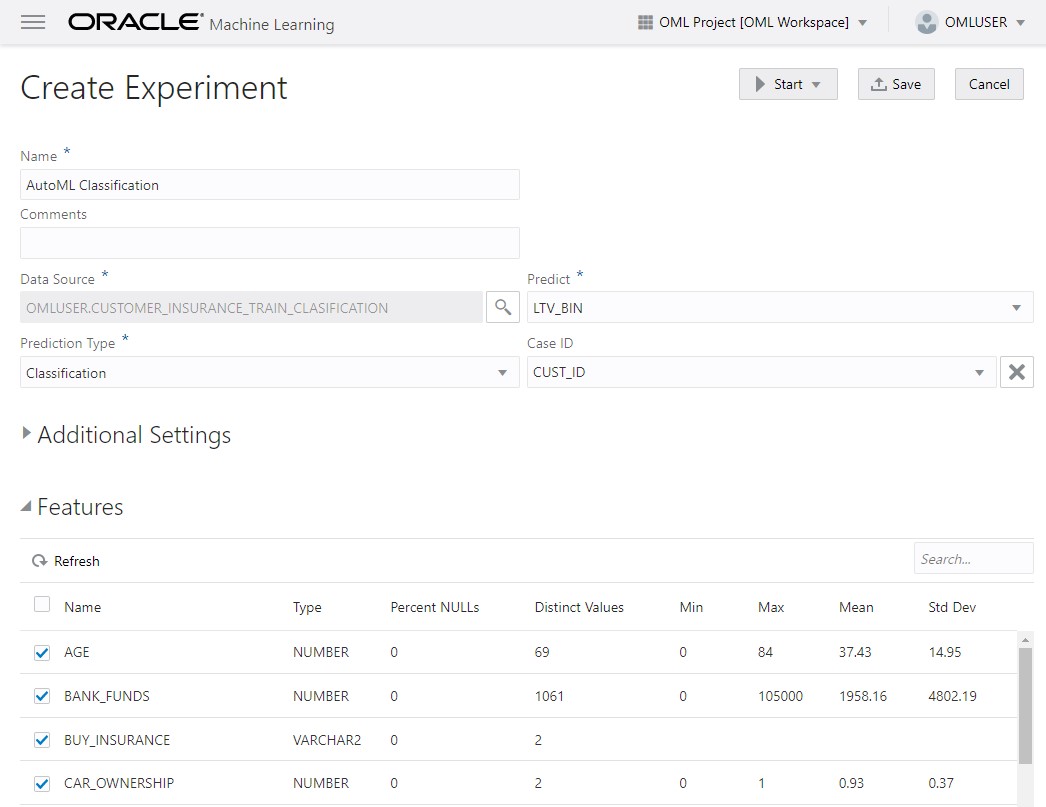 ORACLE® Machine Learning OML Project [OML Workspace] OMLUSER
Create Experiment Start Save Cancel
Name *
AutoML Classification
Comments
Data Source * Predict *
OMLUSER.CUSTOMER_INSURANCE_TRAIN_CLASIFICATION LTV_BIN
Prediction Type * Case ID
Classification CUST_ID
Additional Settings
Features
Refresh Search...
Name Type Percent NULLs Distinct Values Min Max Mean Std Dev
AGE NUMBER 0 69 0 84 37.43 14.95
BANK_FUNDS NUMBER 0 1061 0 105000 1958.16 4802.19
BUY_INSURANCE VARCHAR2 0 2
CAR_OWNERSHIP NUMBER 0 2 0 1 0.93 0.37